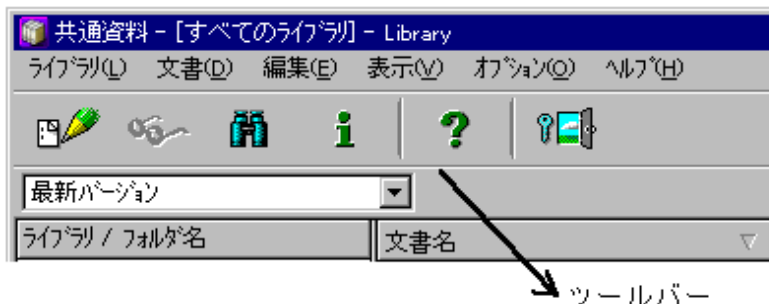 共通資料 - [すべてのﾗｲﾌﾞﾗﾘ] - Library
ﾗｲﾌﾞﾗﾘ(L) 文書(D) 編集(E) 表示(V) ｵﾌﾟｼｮﾝ(O) ﾍﾙﾌﾟ(H)
最新ﾊﾞｰｼﾞｮﾝ
ﾗｲﾌﾞﾗﾘ / ﾌｫﾙﾀﾞ名 文書名
ツールバー